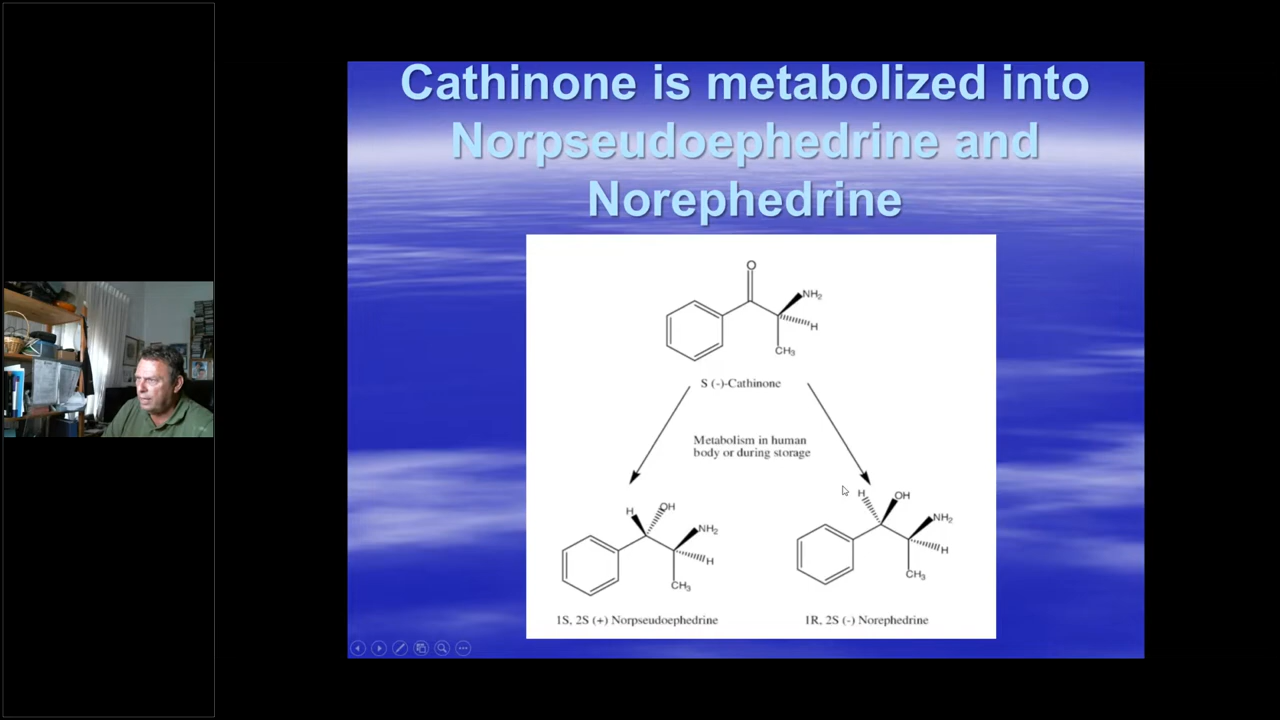 Cathinone is metabolized into
Norpseudoephedrine and
Norephedrine
O
NH2
H
CH3
S (-)-Cathinone
Metabolism in human
body or during storage
H
OH
NH2
H
CH3
H
OH
NH2
H
CH3
1S, 2S (+) Norpseudoephedrine
1R, 2S (-) Norephedrine